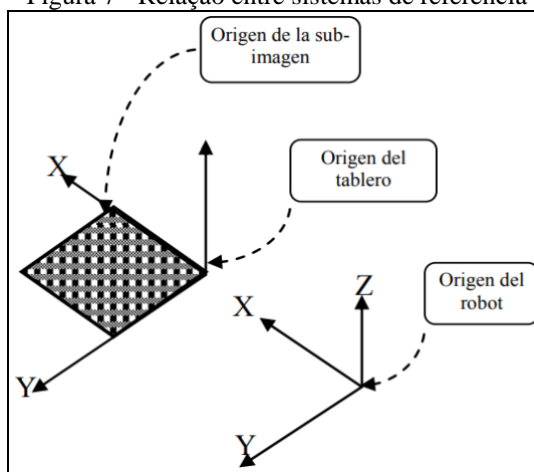 Figura 7 - Relação entre sistemas de referência
Origen de la sub-
imagen
X
Origen del
tablero
Z
X
Origen del
robot
Y
Y